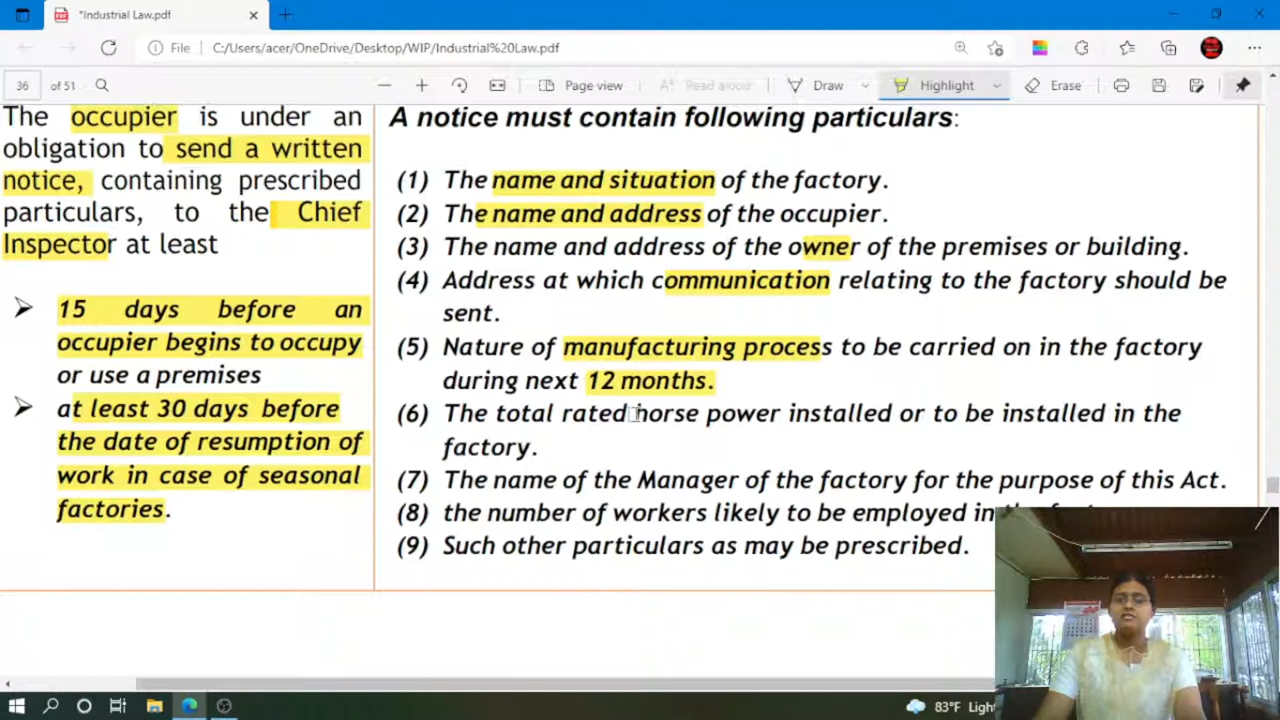 *Industrial Law.pdf
File
C:/Users/acer/OneDrive/Desktop/WIP/Industrial%20Law.pdf
36 of 51
Page view
Read aloud
Draw
Highlight
Erase
The occupier is under an
obligation to send a written
notice, containing prescribed
particulars, to the Chief
Inspector at least
15 days before an
occupier begins to occupy
or use a premises
at least 30 days before
the date of resumption of
work in case of seasonal
factories.
A notice must contain following particulars:
(1) The name and situation of the factory.
(2) The name and address of the occupier.
(3) The name and address of the owner of the premises or building.
(4) Address at which communication relating to the factory should be
sent.
(5) Nature of manufacturing process to be carried on in the factory
during next 12 months.
(6) The total rated horse power installed or to be installed in the
factory.
(7) The name of the Manager of the factory for the purpose of this Act.
(8) the number of workers likely to be employed in
(9) Such other particulars as may be prescribed.
83°F